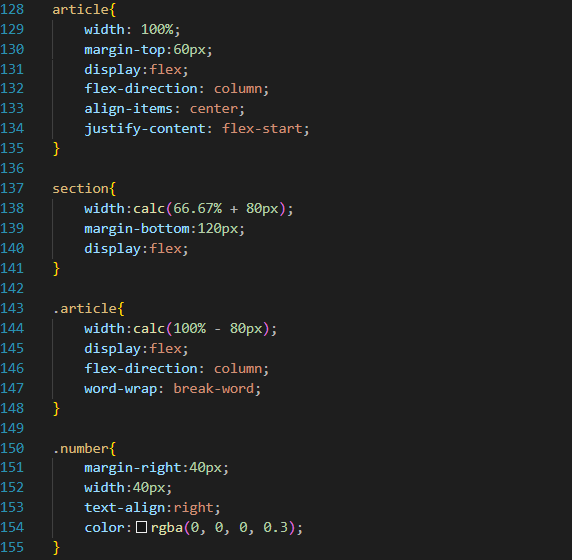 128 article{
129     width: 100%;
130     margin-top:60px;
131     display:flex;
132     flex-direction: column;
133     align-items: center;
134     justify-content: flex-start;
135 }
136
137 section{
138     width:calc(66.67% + 80px);
139     margin-bottom:120px;
140     display:flex;
141 }
142
143 .article{
144     width:calc(100% - 80px);
145     display:flex;
146     flex-direction: column;
147     word-wrap: break-word;
148 }
149
150 .number{
151     margin-right:40px;
152     width:40px;
153     text-align:right;
154     color:rgba(0, 0, 0, 0.3);
155 }